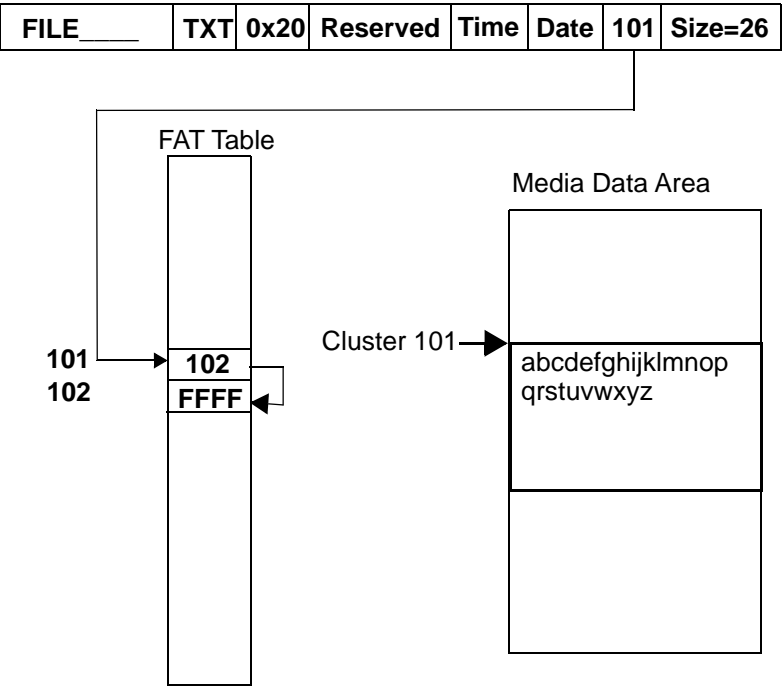 FILE____ TXT 0x20 Reserved Time Date 101 Size=26
FAT Table
Media Data Area
Cluster 101
101 102
102 FFFF
abcdefghijklmnop
qrstuvwxyz